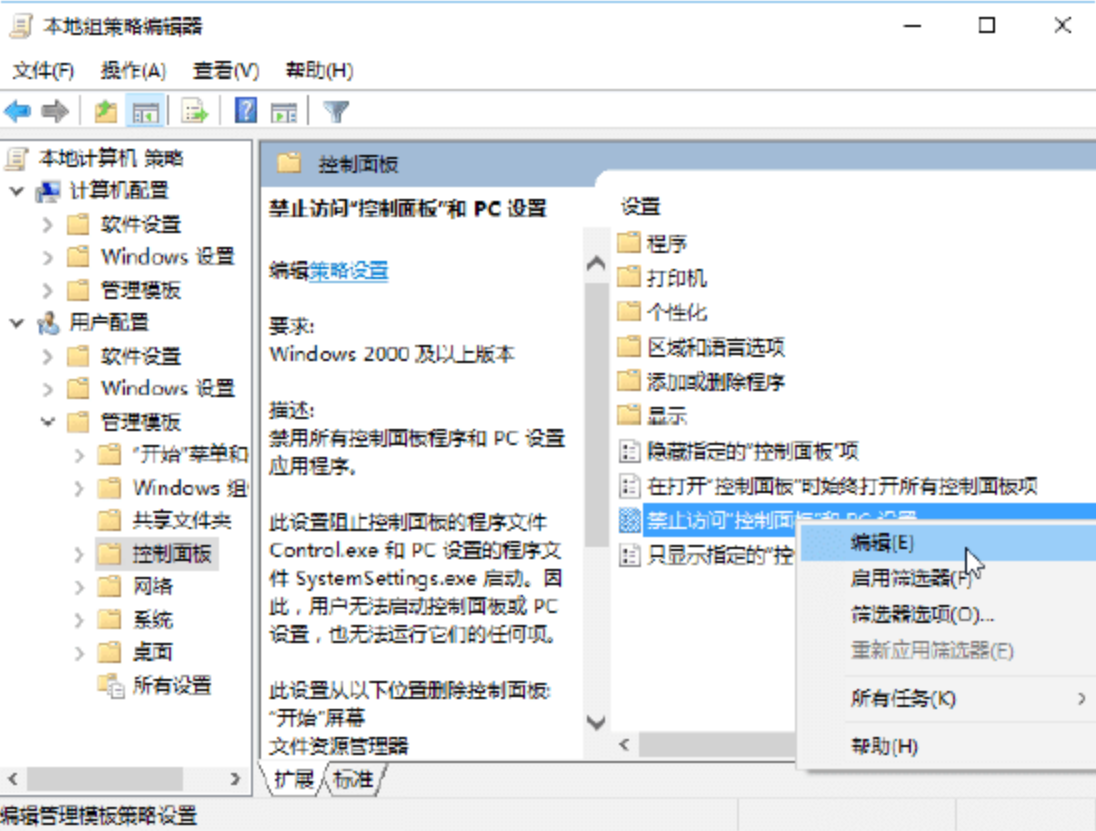 本地组策略编辑器
文件(F) 操作(A) 查看(V) 帮助(H)
本地计算机 策略
计算机配置
软件设置
Windows 设置
管理模板
用户配置
软件设置
Windows 设置
管理模板
"开始"菜单和
Windows 组
共享文件夹
控制面板
网络
系统
桌面
所有设置
控制面板
禁止访问"控制面板"和 PC 设置
编辑策略设置
要求:
Windows 2000 及以上版本
描述:
禁用所有控制面板程序和 PC 设置
应用程序。
此设置阻止控制面板的程序文件
Control.exe 和 PC 设置的程序文
件 SystemSettings.exe 启动。因
此，用户无法启动控制面板或 PC
设置，也无法运行它们的任何项。
此设置从以下位置删除控制面板:
"开始"屏幕
文件资源管理器
设置
程序
打印机
个性化
区域和语言选项
添加或删除程序
显示
隐藏指定的"控制面板"项
在打开"控制面板"时始终打开所有控制面板项
禁止访问"控制面板"和 PC 设置
只显示指定的"控
编辑(E)
启用筛选器(F)
筛选器选项(O)...
重新应用筛选器(E)
所有任务(K)
帮助(H)
扩展 标准
编辑管理模板策略设置